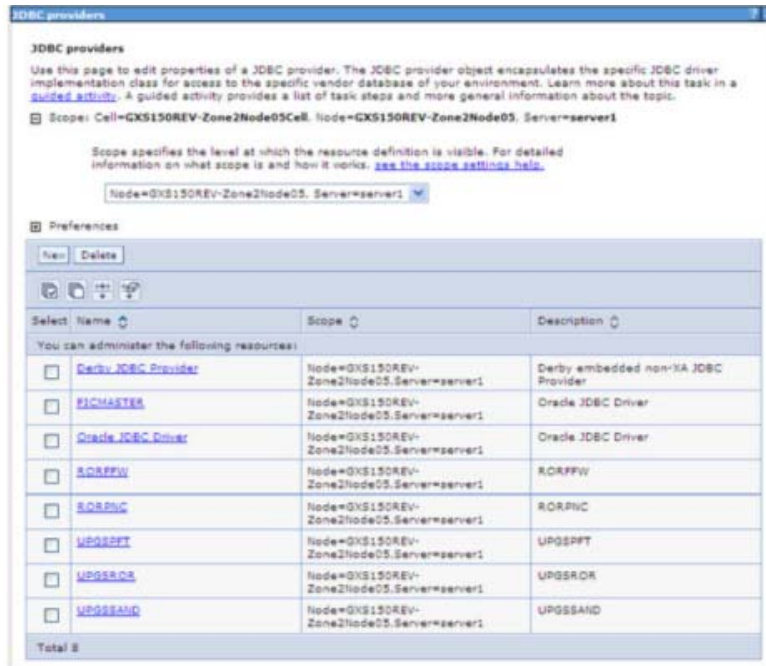 JDBC providers
?
JDBC providers
Use this page to edit properties of a JDBC provider. The JDBC provider object encapsulates the specific JDBC driver
implementation class for access to the specific vendor database of your environment. Learn more about this task in a
guided activity. A guided activity provides a list of task steps and more general information about the topic.
Scope: Cell=GXS150REV-Zone2Node05Cell, Node=GXS150REV-Zone2Node05, Server=server1
Scope specifies the level at which the resource definition is visible. For detailed
information on what scope is and how it works, see the scope settings help.
Node=GXS150REV-Zone2Node05, Server=server1
Preferences
New Delete
Select Name Scope Description
You can administer the following resources:
Derby JDBC Provider Node=GXS150REV-Zone2Node05,Server=server1 Derby embedded non-XA JDBC Provider
FICMASTER Node=GXS150REV-Zone2Node05,Server=server1 Oracle JDBC Driver
Oracle JDBC Driver Node=GXS150REV-Zone2Node05,Server=server1 Oracle JDBC Driver
RORFFW Node=GXS150REV-Zone2Node05,Server=server1 RORFFW
RORPNC Node=GXS150REV-Zone2Node05,Server=server1 RORPNC
UPGSPFT Node=GXS150REV-Zone2Node05,Server=server1 UPGSPFT
UPGSROR Node=GXS150REV-Zone2Node05,Server=server1 UPGSROR
UPGSSAND Node=GXS150REV-Zone2Node05,Server=server1 UPGSSAND
Total 8